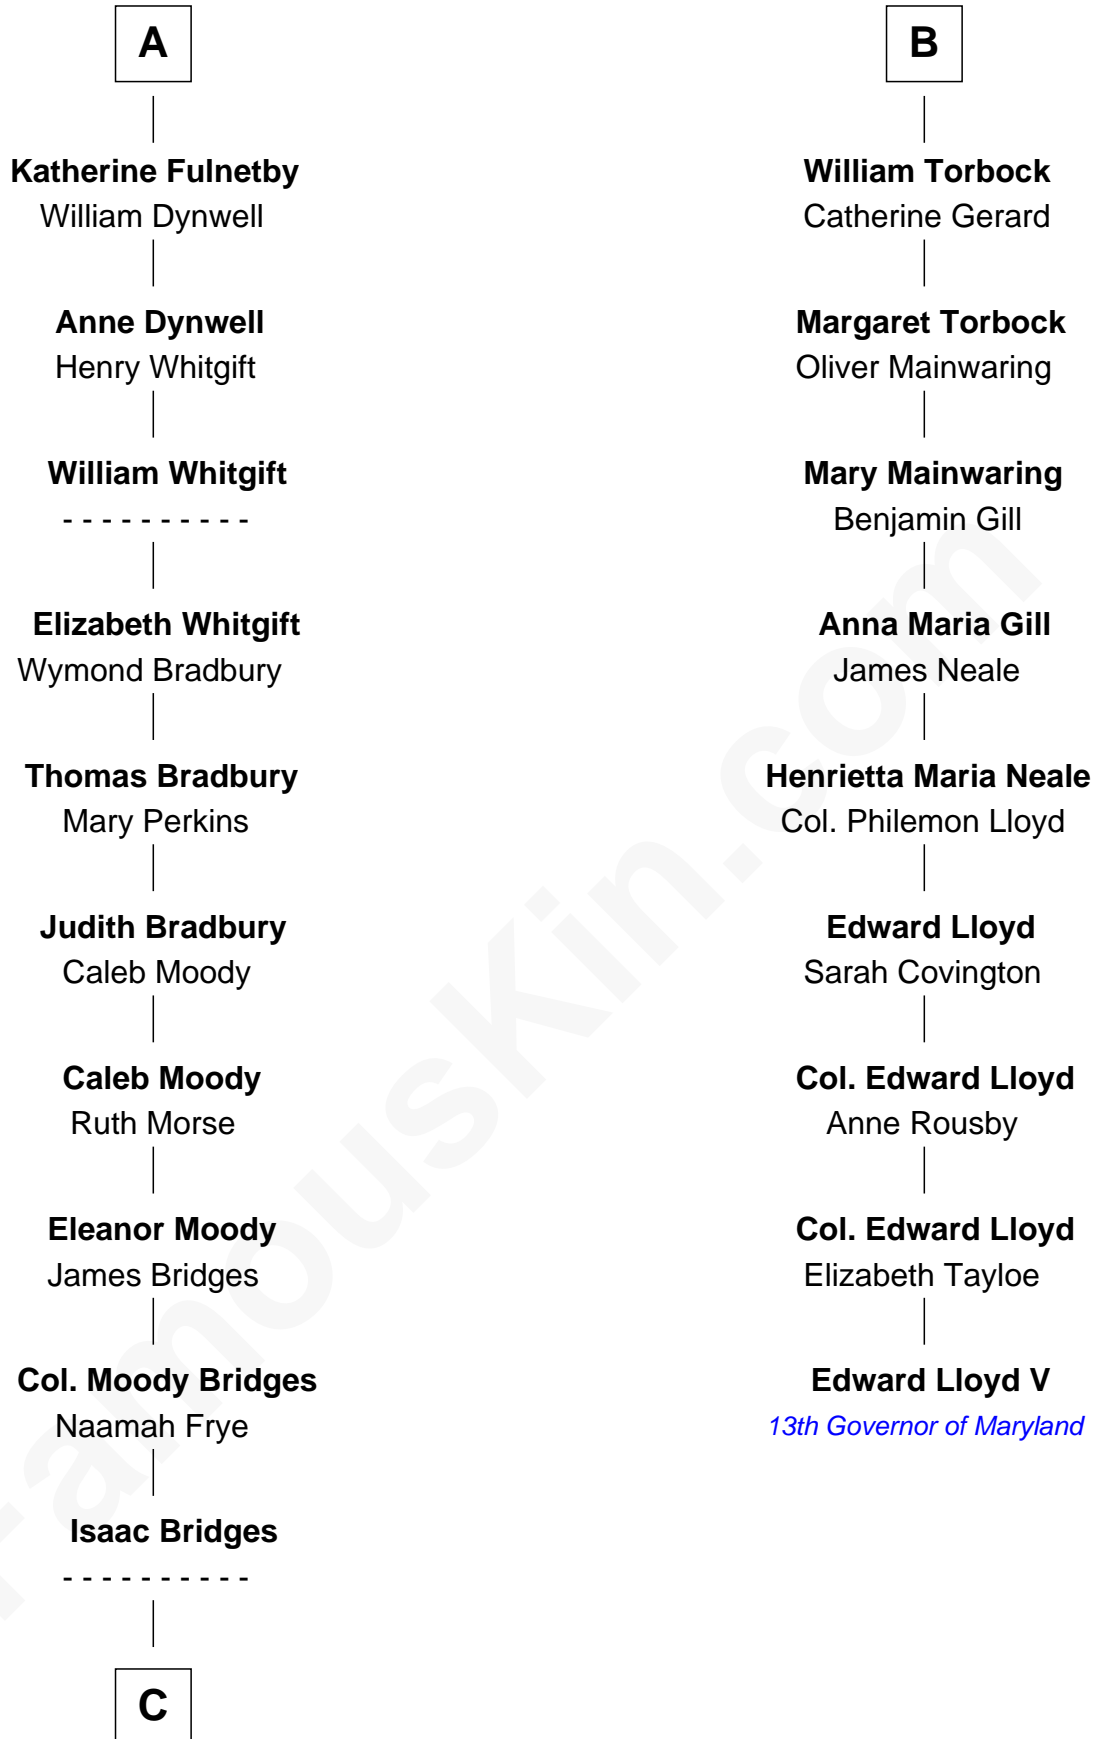 A
Katherine Fulnetby
William Dynwell
Anne Dynwell
Henry Whitgift
William Whitgift
- - - - - - - - - -
Elizabeth Whitgift
Wymond Bradbury
Thomas Bradbury
Mary Perkins
Judith Bradbury
Caleb Moody
Caleb Moody
Ruth Morse
Eleanor Moody
James Bridges
Col. Moody Bridges
Naamah Frye
Isaac Bridges
- - - - - - - - - -
C
B
William Torbock
Catherine Gerard
Margaret Torbock
Oliver Mainwaring
Mary Mainwaring
Benjamin Gill
Anna Maria Gill
James Neale
Henrietta Maria Neale
Col. Philemon Lloyd
Edward Lloyd
Sarah Covington
Col. Edward Lloyd
Anne Rousby
Col. Edward Lloyd
Elizabeth Tayloe
Edward Lloyd V
13th Governor of Maryland
FamousKin.com